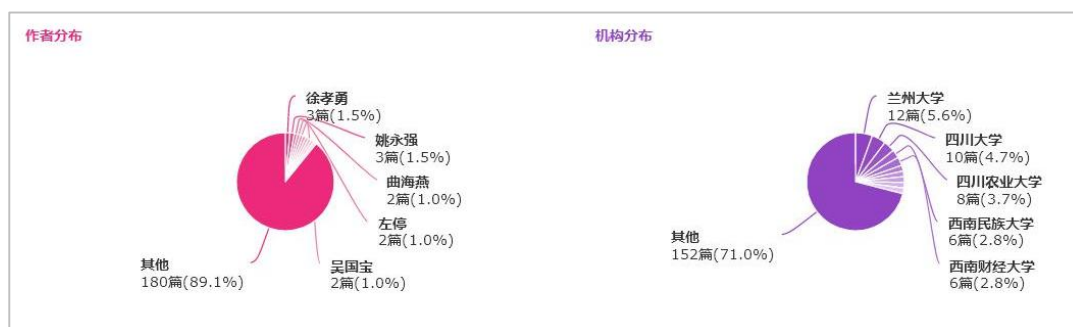 作者分布
徐孝勇
3篇(1.5%)
姚永强
3篇(1.5%)
曲海燕
2篇(1.0%)
左停
2篇(1.0%)
吴国宝
2篇(1.0%)
其他
180篇(89.1%)
机构分布
兰州大学
12篇(5.6%)
四川大学
10篇(4.7%)
四川农业大学
8篇(3.7%)
西南民族大学
6篇(2.8%)
西南财经大学
6篇(2.8%)
其他
152篇(71.0%)